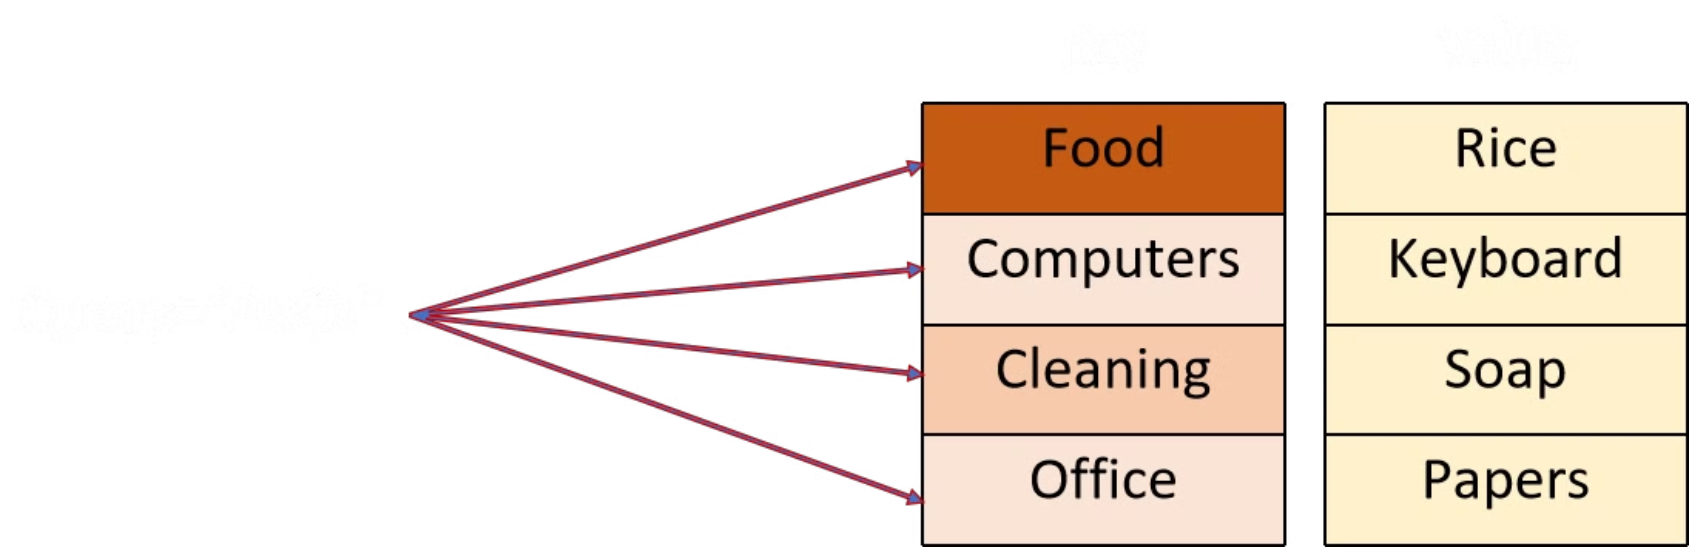 Food
Rice
Computers
Keyboard
Cleaning
Soap
Office
Papers